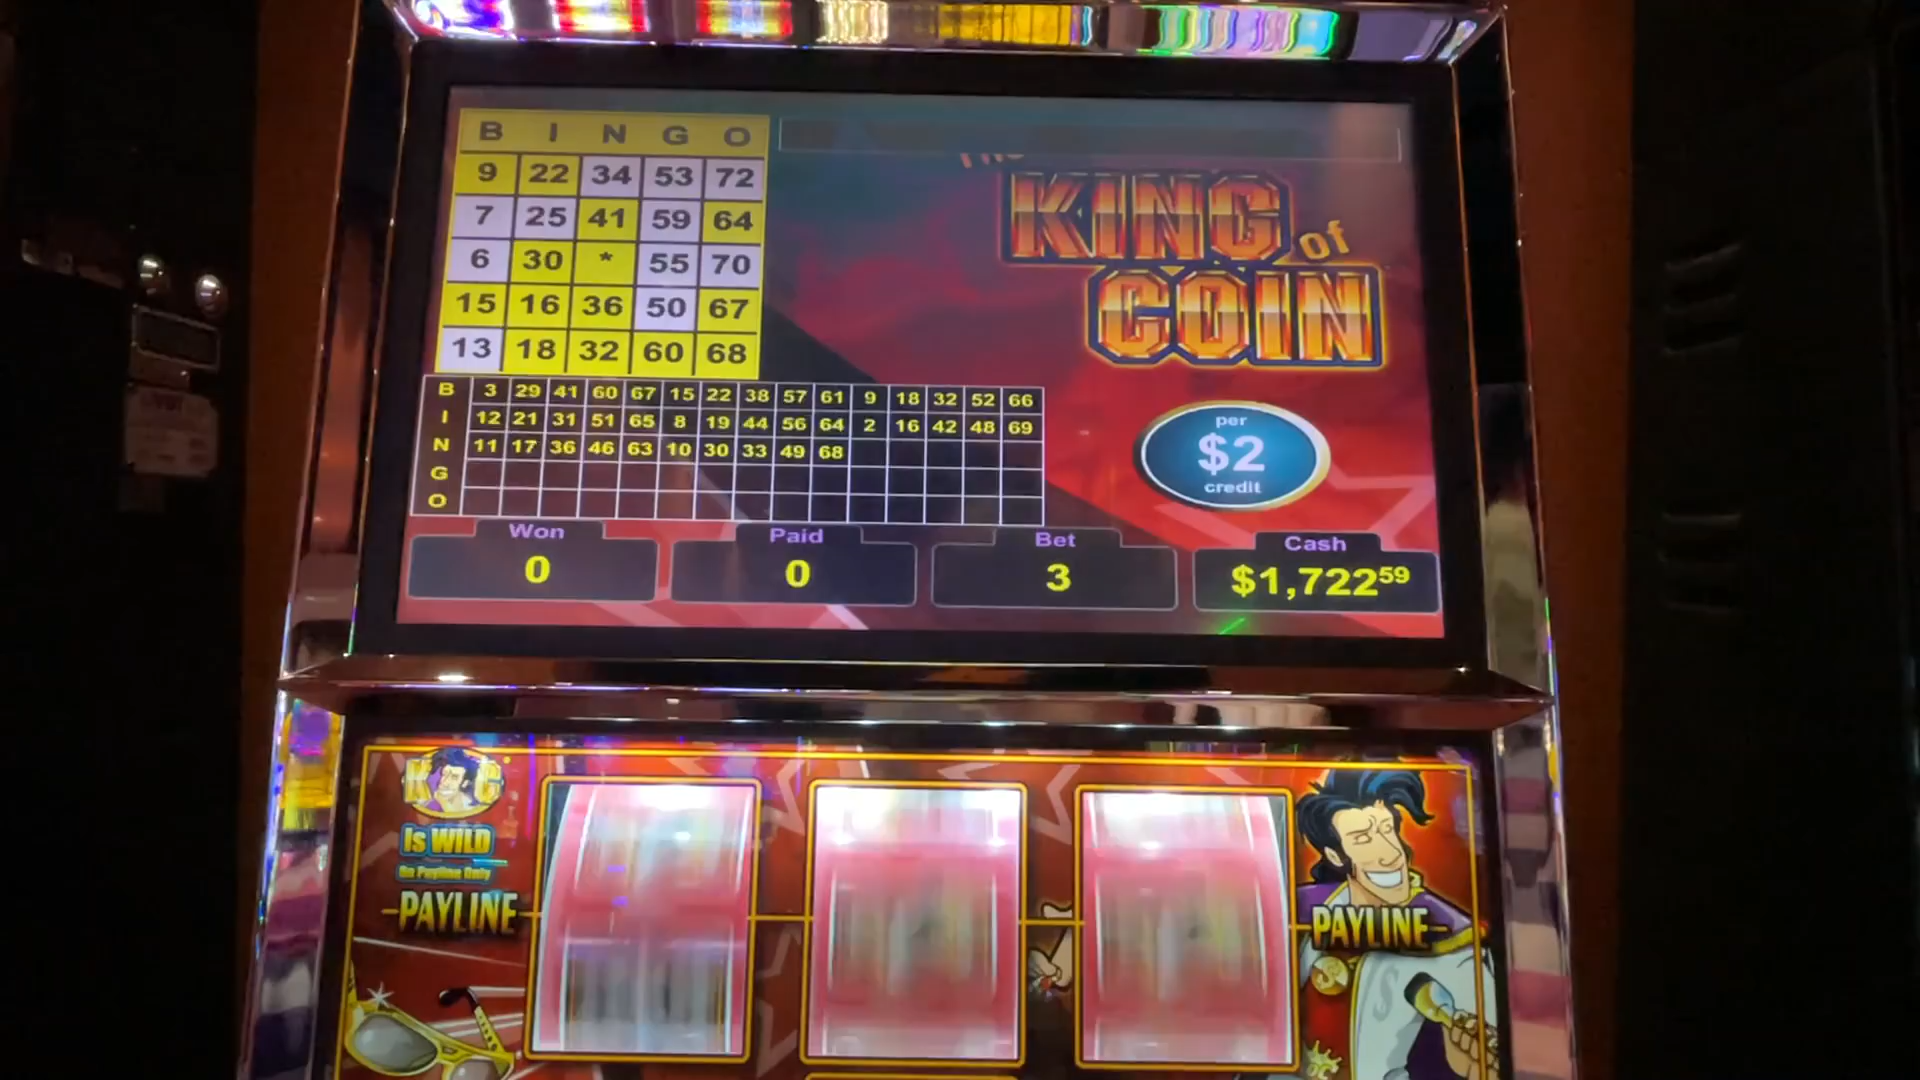 B I N G O
9 22 34 53 72
7 25 41 59 64
6 30 * 55 70
15 16 36 50 67
13 18 32 60 68
KING of
COIN
B 3 29 41 60 67 15 22 38 57 61 9 18 32 52 66
I 12 21 31 51 65 8 19 44 56 64 2 16 42 48 69
N 11 17 36 46 63 10 30 33 49 68
G
O
per
$2
credit
Won Paid Bet Cash
0 0 3 $1,722⁵⁹
Is WILD
On Payline Only
-PAYLINE-
PAYLINE-